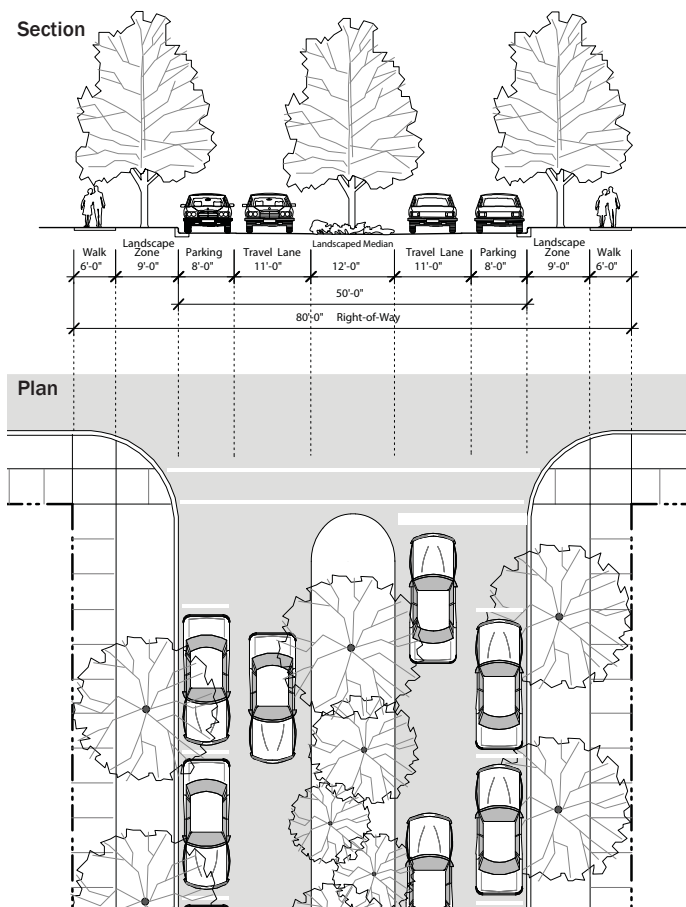 Section
Walk
6'-0"
Landscape
Zone
9'-0"
Parking
8'-0"
Travel Lane
11'-0"
Landscaped Median
12'-0"
Travel Lane
11'-0"
Parking
8'-0"
Landscape
Zone
9'-0"
Walk
6'-0"
50'-0"
80'-0" Right-of-Way
Plan